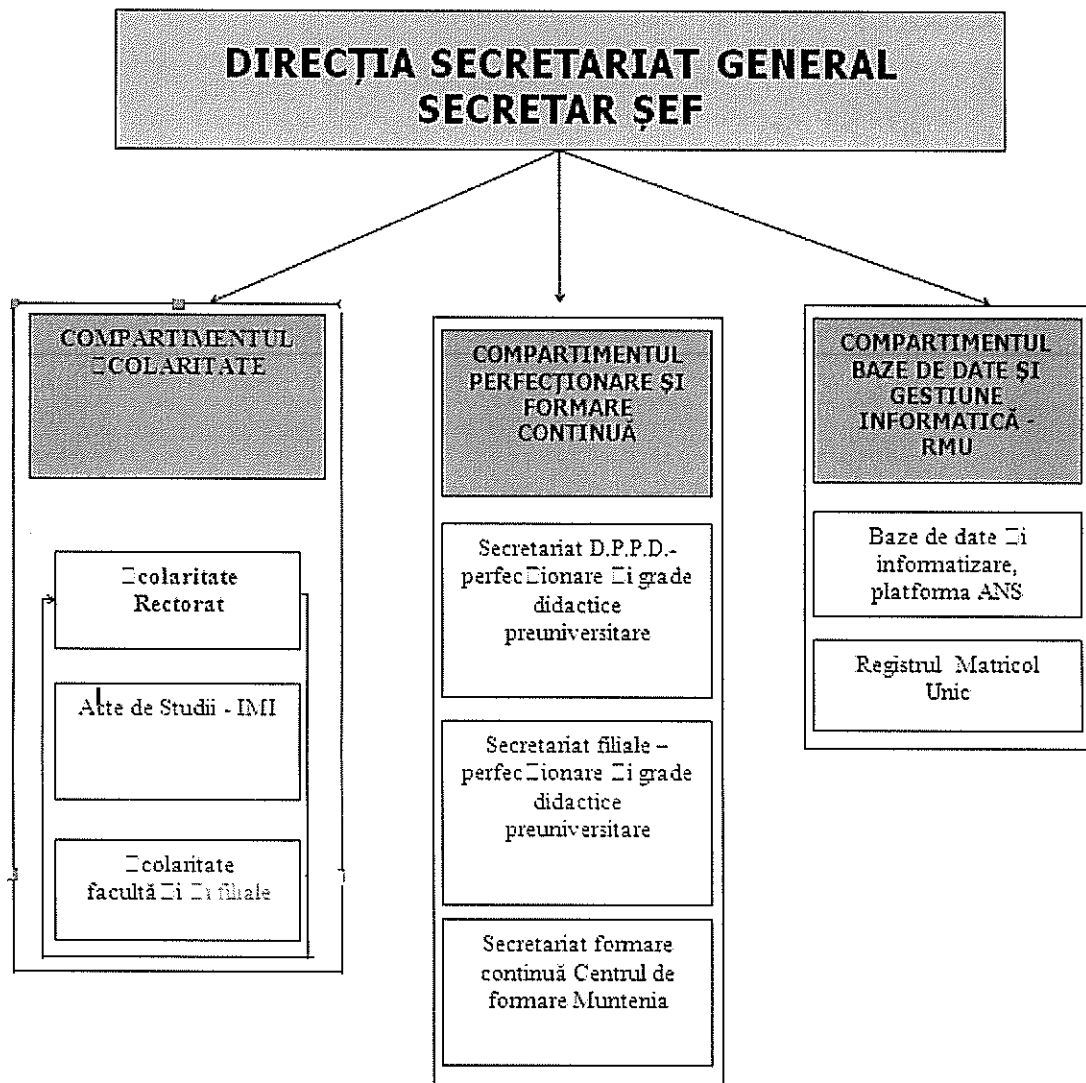 DIRECȚIA SECRETARIAT GENERAL
SECRETAR ȘEF
COMPARTIMENTUL
□COLARITATE
□colaritate
Rectorat
Acte de Studii - IMI
□colaritate
facultă□i □i filiale
COMPARTIMENTUL
PERFECȚIONARE ȘI
FORMARE
CONTINUĂ
Secretariat D.P.P.D.-
perfec□ionare □i grade
didactice
preuniversitare
Secretariat filiale –
perfec□ionare □i grade
didactice
preuniversitare
Secretariat formare
continuă Centrul de
formare Muntenia
COMPARTIMENTUL
BAZE DE DATE ȘI
GESTIUNE
INFORMATICĂ -
RMU
Baze de date □i
informatizare,
platforma ANS
Registrul Matricol
Unic